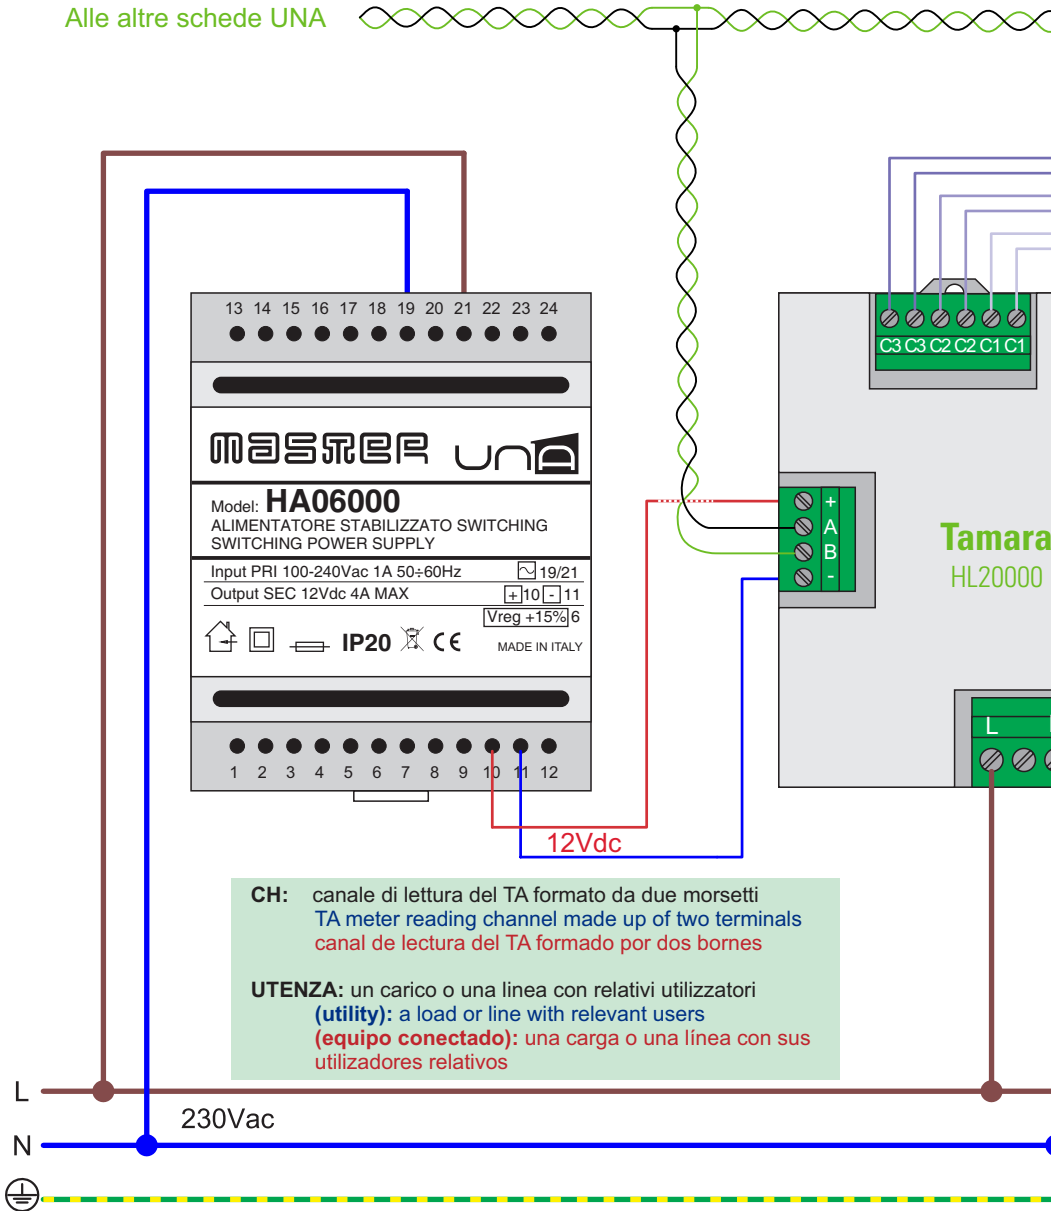 Alle altre schede UNA
13 14 15 16 17 18 19 20 21 22 23 24
MASTER UNA
Model: HA06000
ALIMENTATORE STABILIZZATO SWITCHING
SWITCHING POWER SUPPLY
Input PRI 100-240Vac 1A 50÷60Hz 19/21
Output SEC 12Vdc 4A MAX + 10 - 11
Vreg +15% 6
IP20 CE MADE IN ITALY
1 2 3 4 5 6 7 8 9 10 11 12
12Vdc
C3 C3 C2 C2 C1 C1
+
A
B
-
Tamara
HL20000
L
CH: canale di lettura del TA formato da due morsetti
TA meter reading channel made up of two terminals
canal de lectura del TA formado por dos bornes
UTENZA: un carico o una linea con relativi utilizzatori
(utility): a load or line with relevant users
(equipo conectado): una carga o una línea con sus
utilizadores relativos
L
230Vac
N